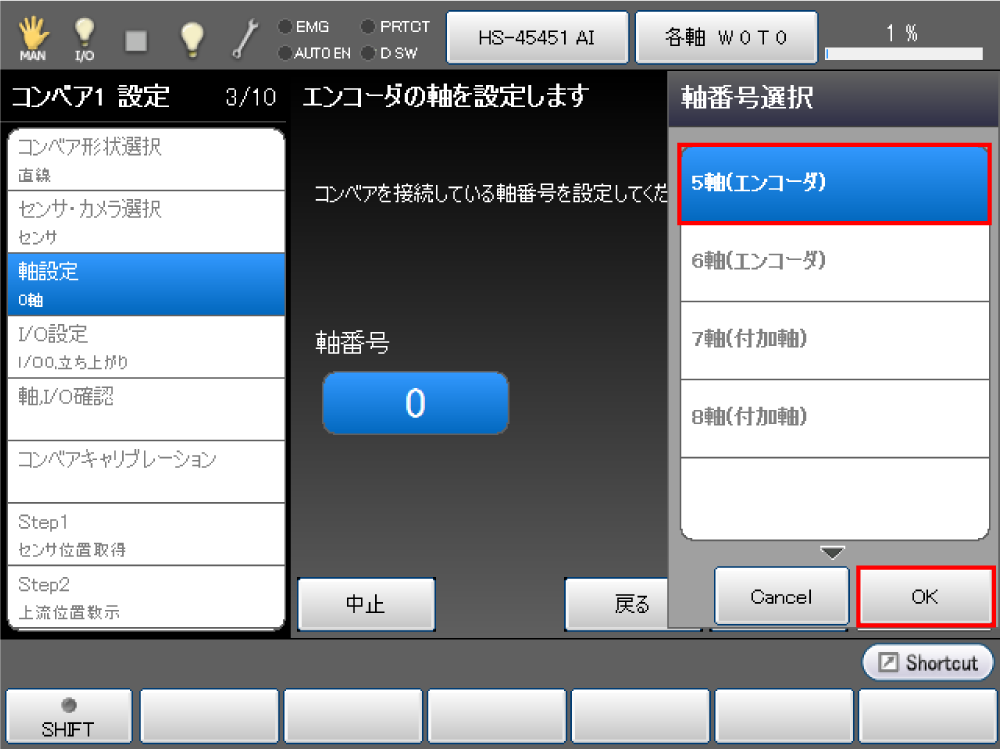 MAN
I/O
EMG
PRTCT
AUTO EN
D SW
HS-45451 AI
各軸 W0T0
1 %
コンベア1 設定 3/10
エンコーダの軸を設定します
軸番号選択
コンベア形状選択
直線
センサ・カメラ選択
センサ
軸設定
0軸
I/O設定
I/O0,立ち上がり
軸,I/O確認
コンベアキャリブレーション
Step1
センサ位置取得
Step2
上流位置教示
コンベアを接続している軸番号を設定してくだ
軸番号
0
5軸(エンコーダ)
6軸(エンコーダ)
7軸(付加軸)
8軸(付加軸)
中止
戻る
Cancel
OK
Shortcut
SHIFT